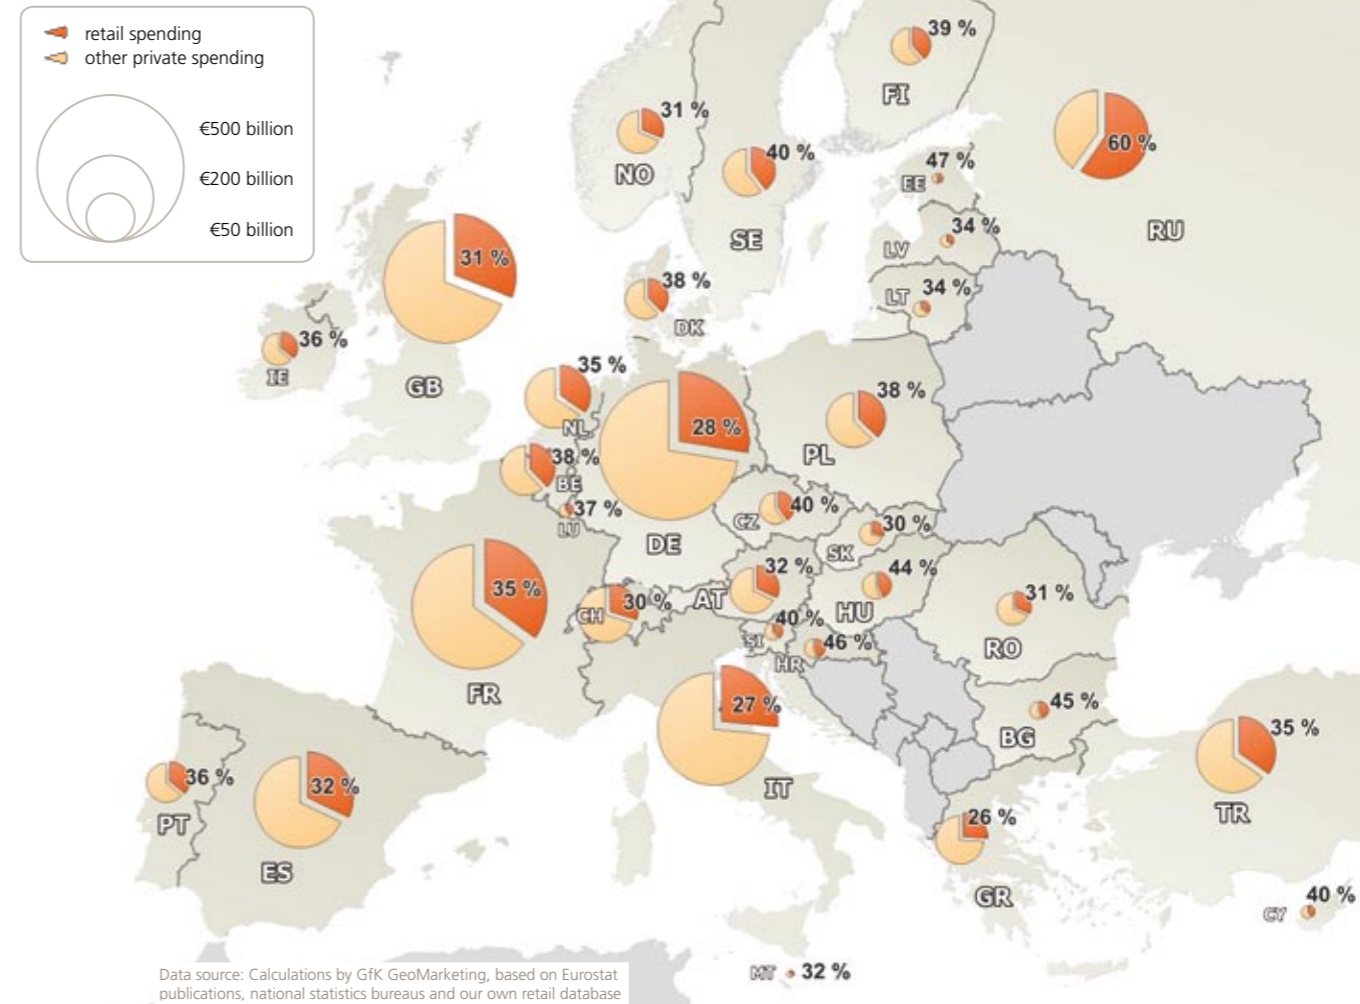 retail spending
other private spending
€500 billion
€200 billion
€50 billion
39 %
FI
31 %
NO
40 %
SE
60 %
RU
47 %
EE
34 %
LV
34 %
LT
31 %
GB
36 %
IE
38 %
DK
35 %
NL
38 %
BE
37 %
LU
28 %
DE
38 %
PL
40 %
CZ
30 %
SK
35 %
FR
30 %
CH
32 %
AT
44 %
HU
40 %
SI
46 %
HR
31 %
RO
45 %
BG
27 %
IT
36 %
PT
32 %
ES
35 %
TR
26 %
GR
40 %
CY
MT
32 %
Data source: Calculations by GfK GeoMarketing, based on Eurostat
publications, national statistics bureaus and our own retail database